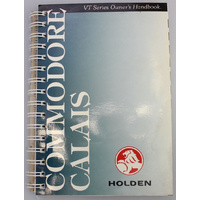 VT Series Owner's Handbook
COMMODORE,
CALAIS
HOLDEN